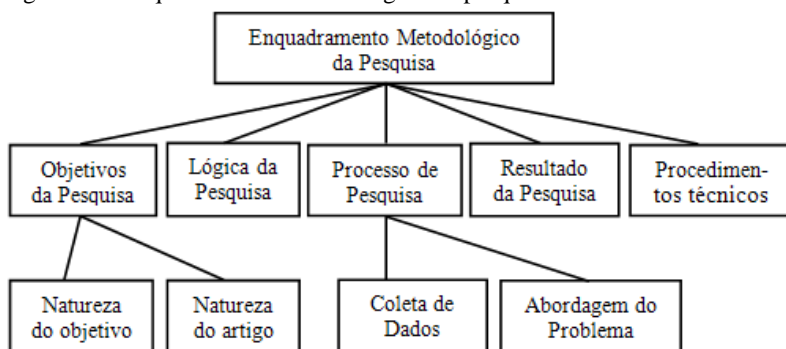 Enquadramento Metodológico
da Pesquisa
Objetivos
da Pesquisa
Lógica da
Pesquisa
Processo de
Pesquisa
Resultado
da Pesquisa
Procedimen-
tos técnicos
Natureza
do objetivo
Natureza
do artigo
Coleta de
Dados
Abordagem do
Problema